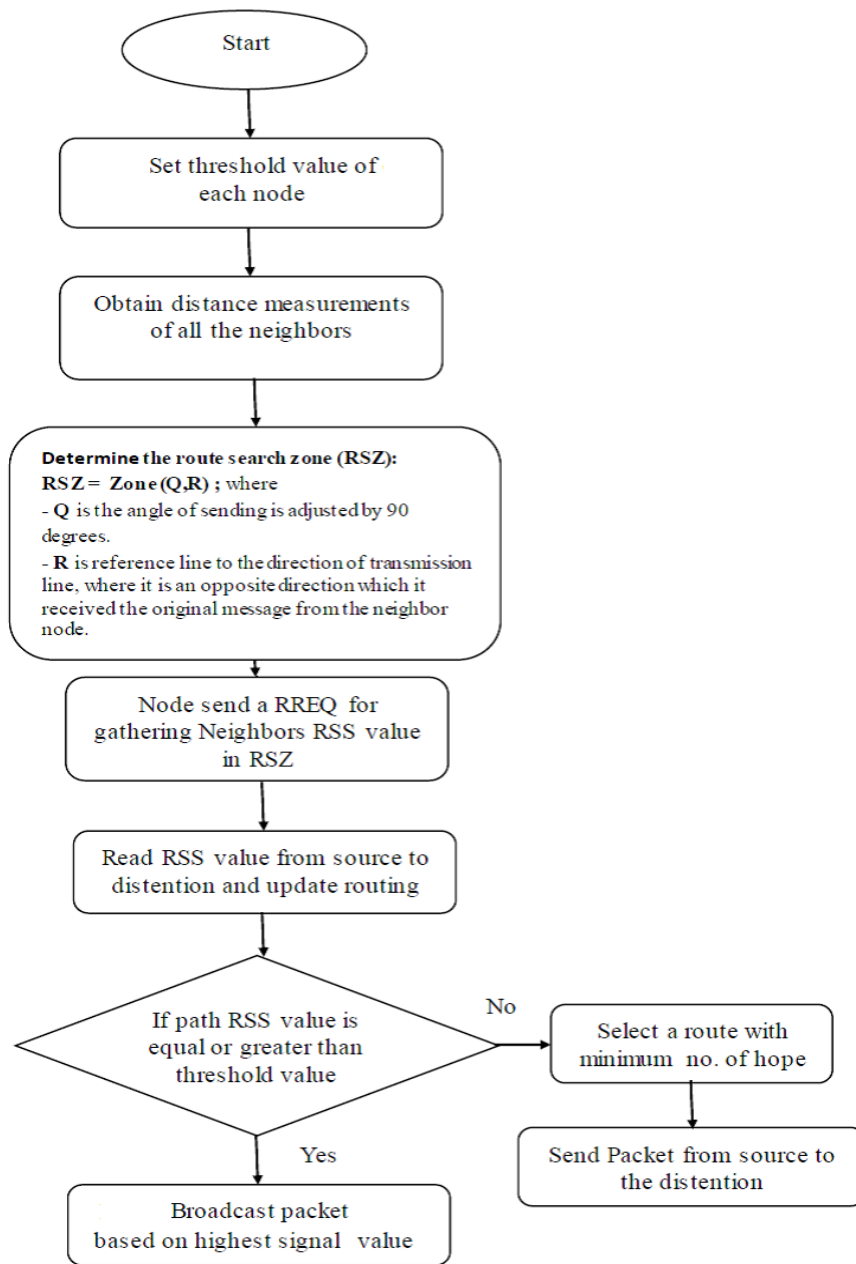 Start
Set threshold value of
each node
Obtain distance measurements
of all the neighbors
Determine the route search zone (RSZ):
RSZ = Zone(Q,R) ; where
- Q is the angle of sending is adjusted by 90
degrees.
- R is reference line to the direction of transmission
line, where it is an opposite direction which it
received the original message from the neighbor
node.
Node send a RREQ for
gathering Neighbors RSS value
in RSZ
Read RSS value from source to
distention and update routing
If path RSS value is
equal or greater than
threshold value
No
Select a route with
minimum no. of hope
Send Packet from source to
the distention
Yes
Broadcast packet
based on highest signal value